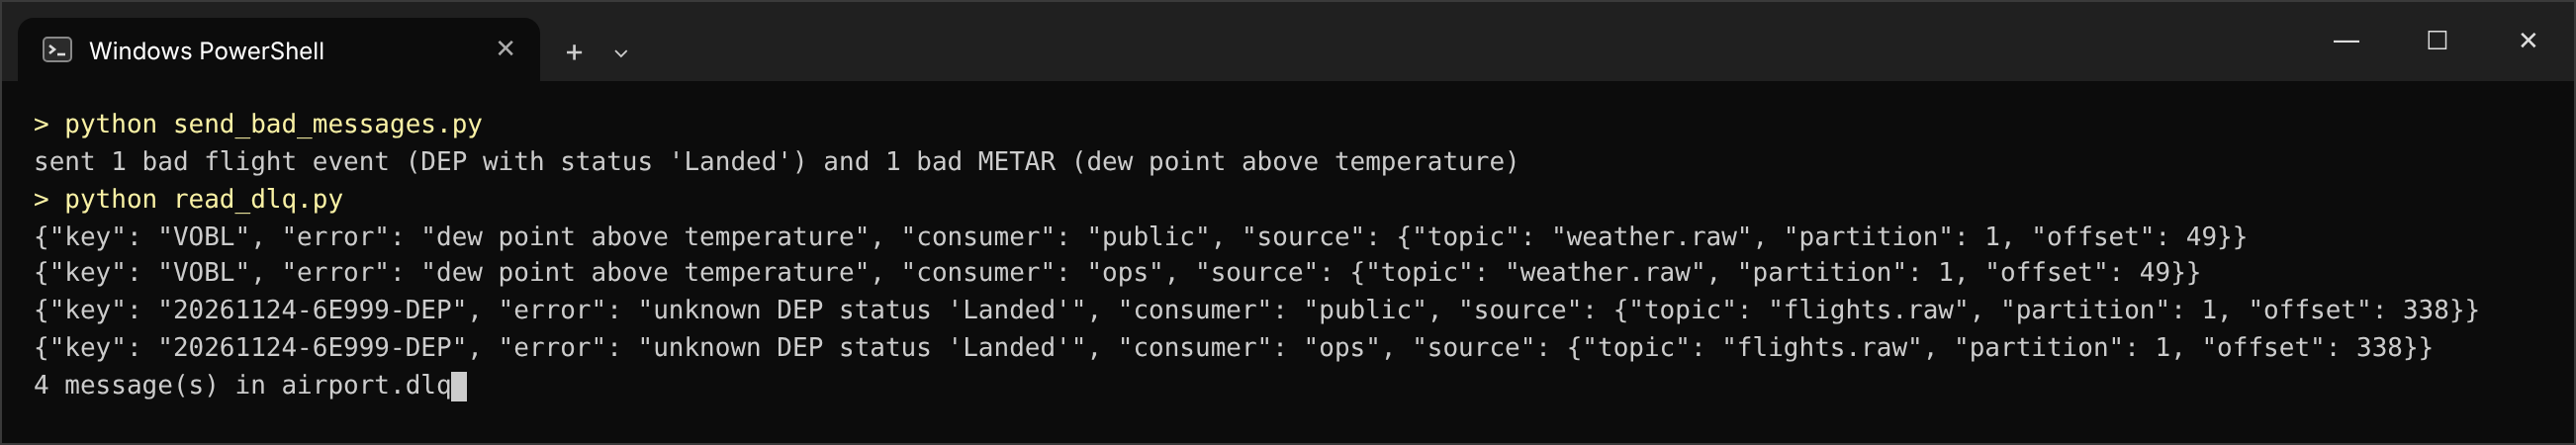 Windows PowerShell
> python send_bad_messages.py
sent 1 bad flight event (DEP with status 'Landed') and 1 bad METAR (dew point above temperature)
> python read_dlq.py
{"key": "VOBL", "error": "dew point above temperature", "consumer": "public", "source": {"topic": "weather.raw", "partition": 1, "offset": 49}}
{"key": "VOBL", "error": "dew point above temperature", "consumer": "ops", "source": {"topic": "weather.raw", "partition": 1, "offset": 49}}
{"key": "20261124-6E999-DEP", "error": "unknown DEP status 'Landed'", "consumer": "public", "source": {"topic": "flights.raw", "partition": 1, "offset": 338}}
{"key": "20261124-6E999-DEP", "error": "unknown DEP status 'Landed'", "consumer": "ops", "source": {"topic": "flights.raw", "partition": 1, "offset": 338}}
4 message(s) in airport.dlq